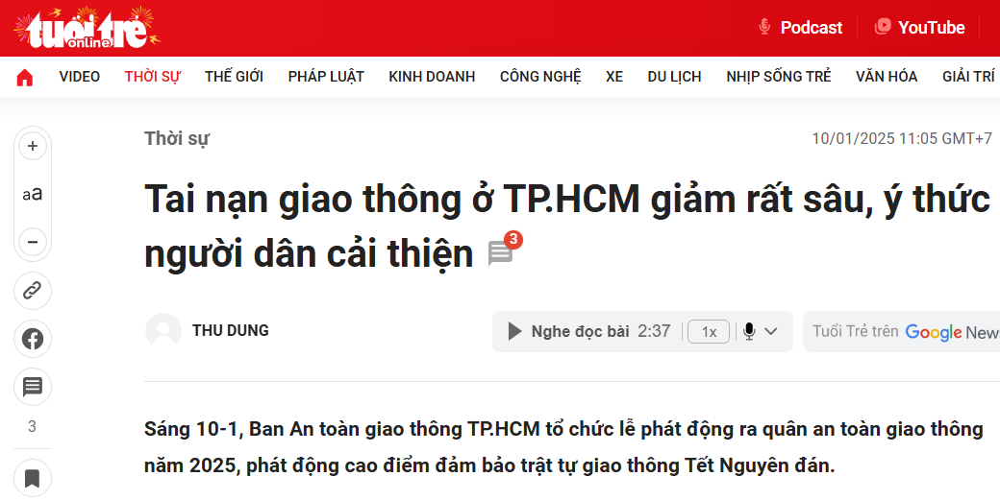 tuổi trẻ online
Podcast YouTube
VIDEO THỜI SỰ THẾ GIỚI PHÁP LUẬT KINH DOANH CÔNG NGHỆ XE DU LỊCH NHỊP SỐNG TRẺ VĂN HÓA GIẢI TRÍ
Thời sự 10/01/2025 11:05 GMT+7
+
aA
−
Tai nạn giao thông ở TP.HCM giảm rất sâu, ý thức
người dân cải thiện 3
THU DUNG Nghe đọc bài 2:37 1x Tuổi Trẻ trên Google News
3
Sáng 10-1, Ban An toàn giao thông TP.HCM tổ chức lễ phát động ra quân an toàn giao thông
năm 2025, phát động cao điểm đảm bảo trật tự giao thông Tết Nguyên đán.